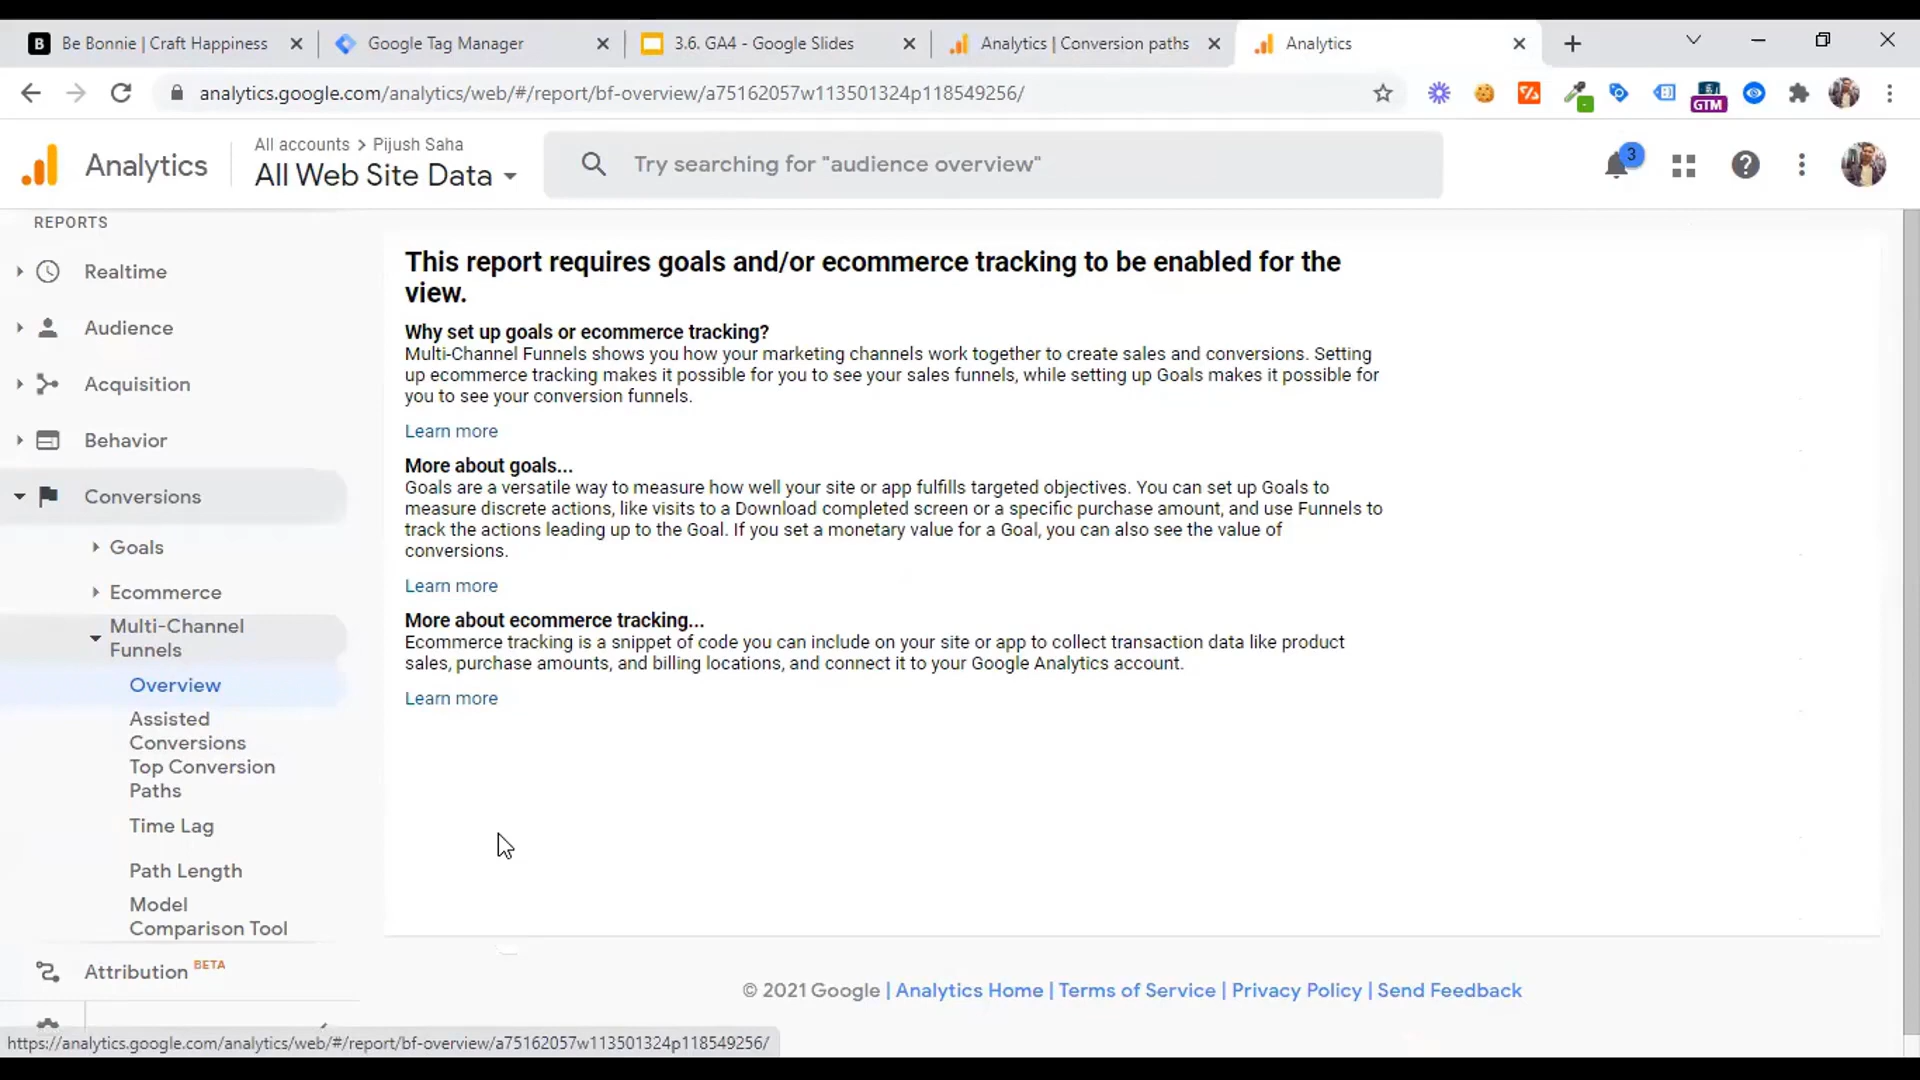 B Be Bonnie | Craft Happiness
Google Tag Manager
3.6. GA4 - Google Slides
Analytics | Conversion paths
Analytics
analytics.google.com/analytics/web/#/report/bf-overview/a75162057w113501324p118549256/
GTM
Analytics
All accounts > Pijush Saha
All Web Site Data
Try searching for "audience overview"
3
REPORTS
Realtime
Audience
Acquisition
Behavior
Conversions
Goals
Ecommerce
Multi-Channel
Funnels
Overview
Assisted
Conversions
Top Conversion
Paths
Time Lag
Path Length
Model
Comparison Tool
Attribution BETA
This report requires goals and/or ecommerce tracking to be enabled for the
view.
Why set up goals or ecommerce tracking?
Multi-Channel Funnels shows you how your marketing channels work together to create sales and conversions. Setting
up ecommerce tracking makes it possible for you to see your sales funnels, while setting up Goals makes it possible for
you to see your conversion funnels.
Learn more
More about goals...
Goals are a versatile way to measure how well your site or app fulfills targeted objectives. You can set up Goals to
measure discrete actions, like visits to a Download completed screen or a specific purchase amount, and use Funnels to
track the actions leading up to the Goal. If you set a monetary value for a Goal, you can also see the value of
conversions.
Learn more
More about ecommerce tracking...
Ecommerce tracking is a snippet of code you can include on your site or app to collect transaction data like product
sales, purchase amounts, and billing locations, and connect it to your Google Analytics account.
Learn more
© 2021 Google | Analytics Home | Terms of Service | Privacy Policy | Send Feedback
https://analytics.google.com/analytics/web/#/report/bf-overview/a75162057w113501324p118549256/